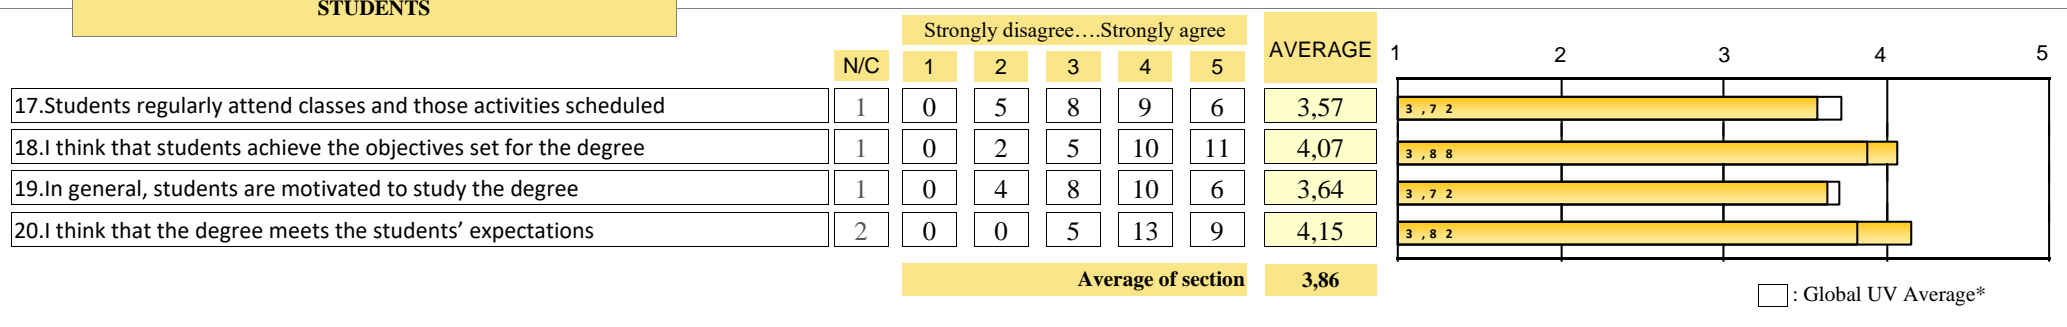 STUDENTS
Strongly disagree….Strongly agree
AVERAGE
N/C 1 2 3 4 5
1 2 3 4 5
17.Students regularly attend classes and those activities scheduled 1 0 5 8 9 6 3,57 3,72
18.I think that students achieve the objectives set for the degree 1 0 2 5 10 11 4,07 3,88
19.In general, students are motivated to study the degree 1 0 4 8 10 6 3,64 3,72
20.I think that the degree meets the students’ expectations 2 0 0 5 13 9 4,15 3,82
Average of section 3,86
: Global UV Average*